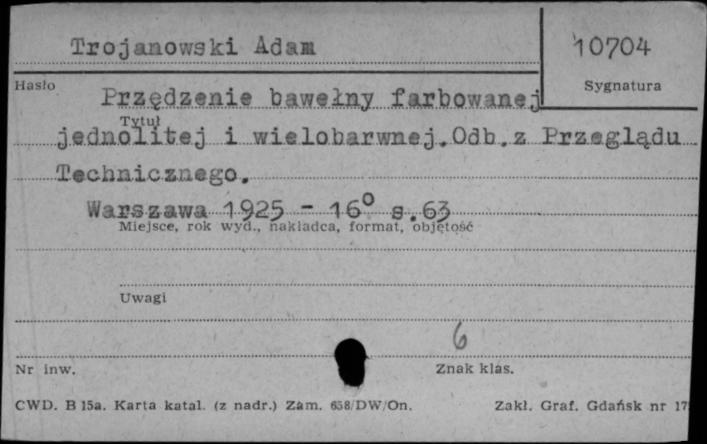 Trojanowski Adam
10704
Hasło
Sygnatura
Przędzenie bawełny farbowanej
Tytuł
jednolitej i wielobarwnej.Odb.z Przeglądu
Technicznego.
Warszawa 1925 - 16° s.63
Miejsce, rok wyd., nakładca, format, objętość
Uwagi
6
Nr inw.
Znak klas.
CWD. B 15a. Karta katal. (z nadr.) Zam. 658/DW/On.
Zakł. Graf. Gdańsk nr 17